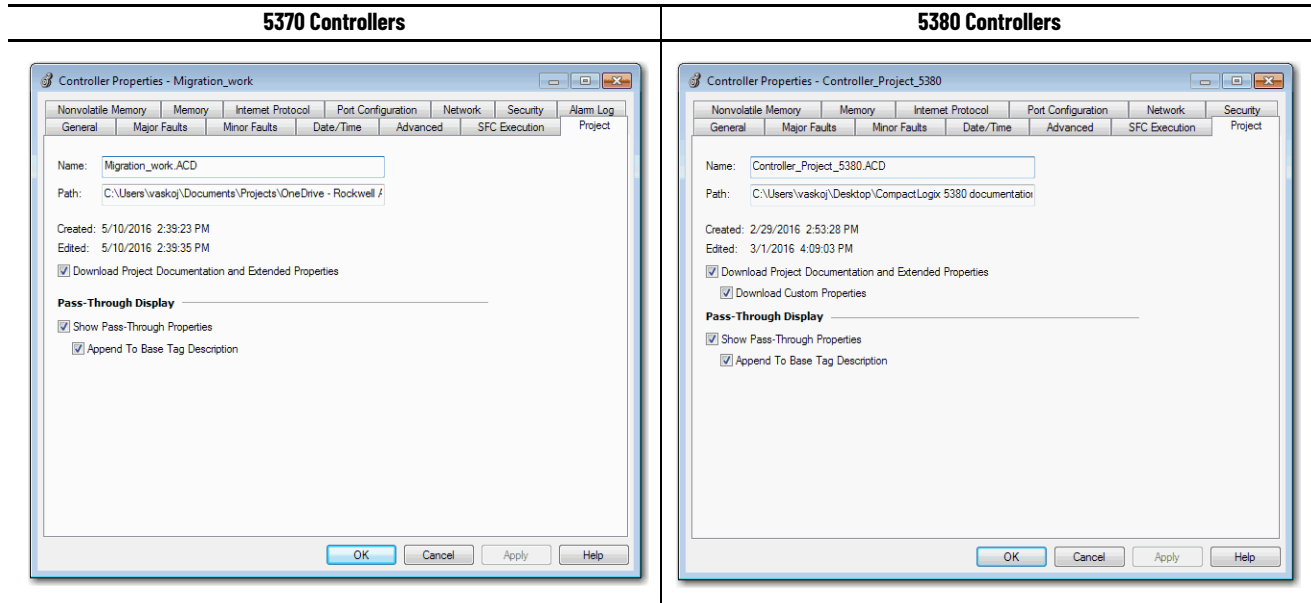 5370 Controllers
5380 Controllers
Controller Properties - Migration_work
Nonvolatile Memory Memory Internet Protocol Port Configuration Network Security Alarm Log
General Major Faults Minor Faults Date/Time Advanced SFC Execution Project
Name: Migration_work.ACD
Path: C:\Users\vaskoj\Documents\Projects\OneDrive - Rockwell A
Created: 5/10/2016 2:39:23 PM
Edited: 5/10/2016 2:39:35 PM
Download Project Documentation and Extended Properties
Pass-Through Display
Show Pass-Through Properties
Append To Base Tag Description
OK Cancel Apply Help
Controller Properties - Controller_Project_5380
Nonvolatile Memory Memory Internet Protocol Port Configuration Network Security
General Major Faults Minor Faults Date/Time Advanced SFC Execution Project
Name: Controller_Project_5380.ACD
Path: C:\Users\vaskoj\Desktop\CompactLogix 5380 documentation
Created: 2/29/2016 2:53:28 PM
Edited: 3/1/2016 4:09:03 PM
Download Project Documentation and Extended Properties
Download Custom Properties
Pass-Through Display
Show Pass-Through Properties
Append To Base Tag Description
OK Cancel Apply Help